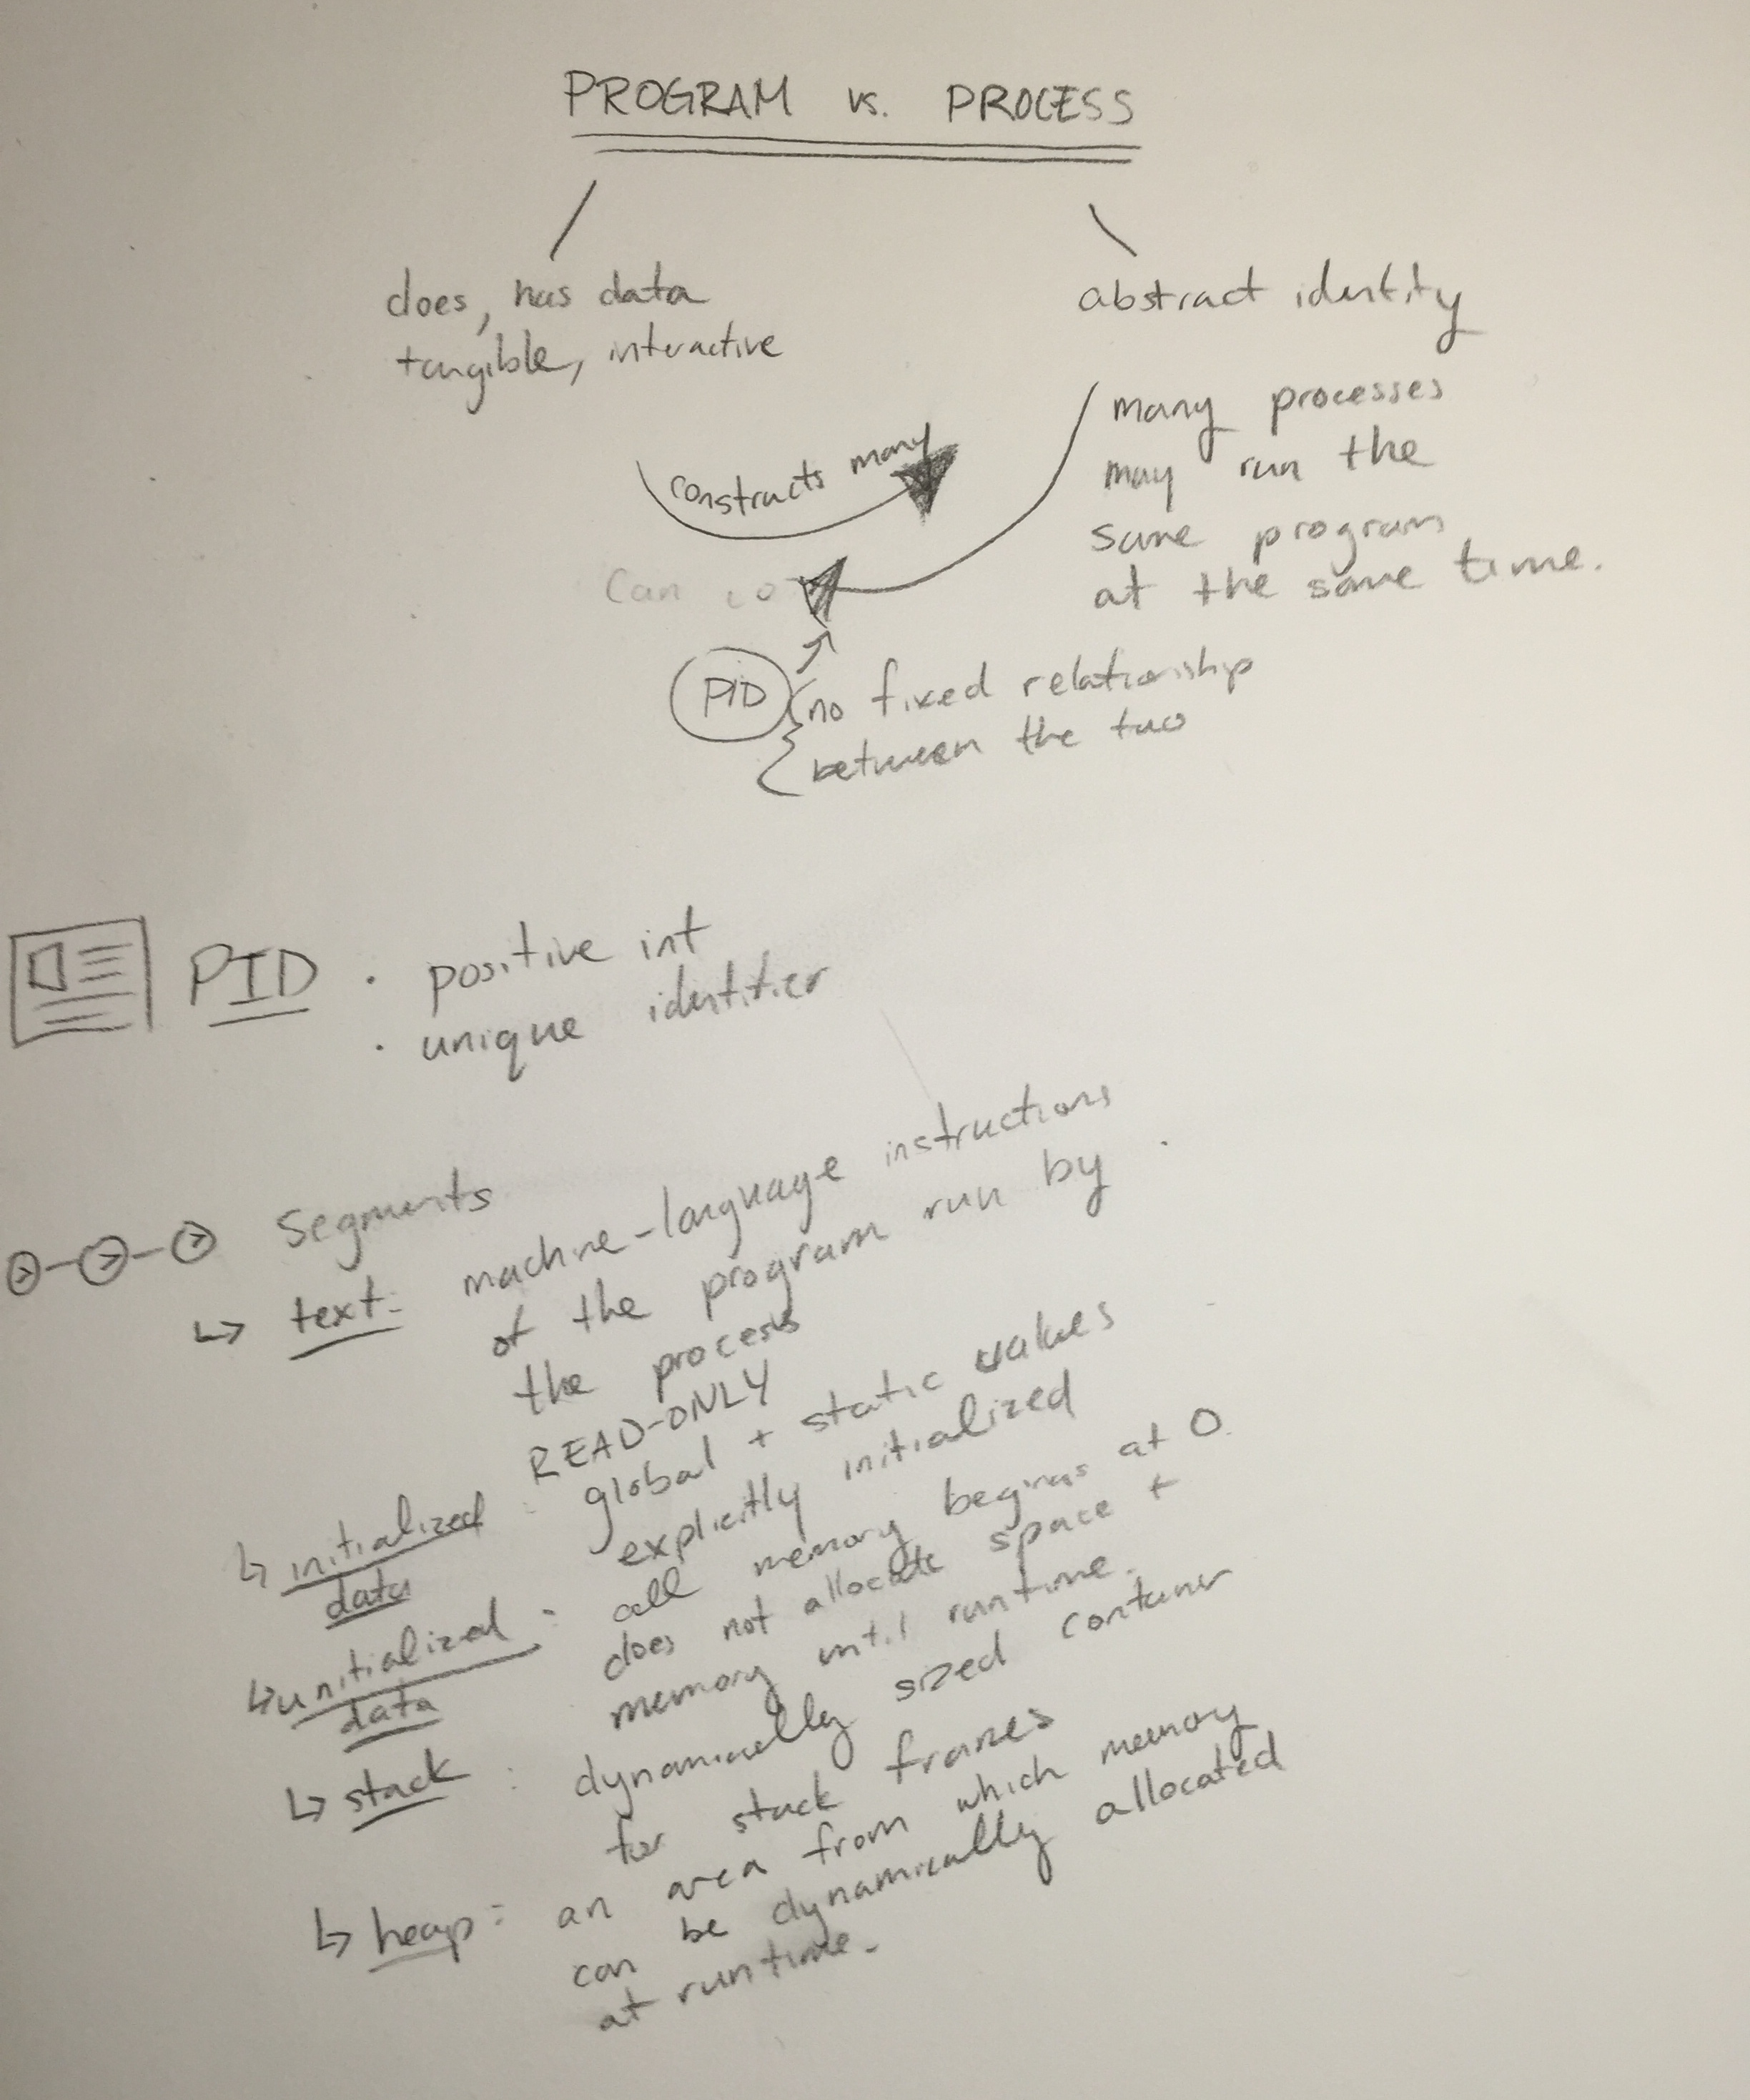 PROGRAM vs. PROCESS
does, has data
tangible, interactive
abstract identity
many processes
may run the
same program
at the same time.
constructs many
Can co
PID
no fixed relationship
between the two
PID · positive int
· unique identifier
Segments
↳ text: machine-language instructions
of the program run by
the process
READ-ONLY
↳ initialized data : global + static values
explicitly initialized
↳ unitialized data : all memory begins at 0.
does not allocate space +
memory until runtime.
↳ stack : dynamically sized container
for stack frames
↳ heap: an area from which memory
can be dynamically allocated
at runtime.